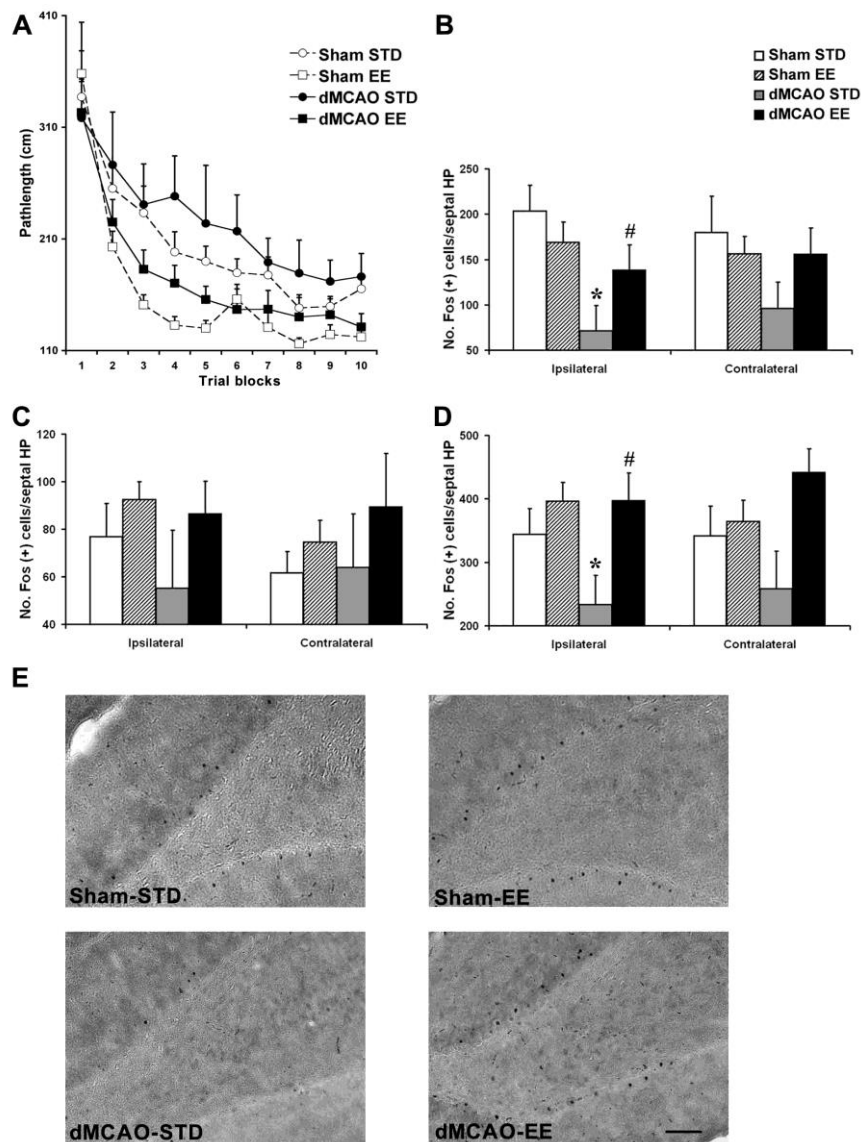 A
410
310
210
110
Pathlength (cm)
1 2 3 4 5 6 7 8 9 10
Trial blocks
Sham STD
Sham EE
dMCAO STD
dMCAO EE
B
Sham STD
Sham EE
dMCAO STD
dMCAO EE
250
200
150
100
50
No. Fos (+) cells/septal HP
*
#
Ipsilateral Contralateral
C
120
100
80
60
40
No. Fos (+) cells/septal HP
Ipsilateral Contralateral
D
500
400
300
200
No. Fos (+) cells/septal HP
*
#
Ipsilateral Contralateral
E
Sham-STD
Sham-EE
dMCAO-STD
dMCAO-EE